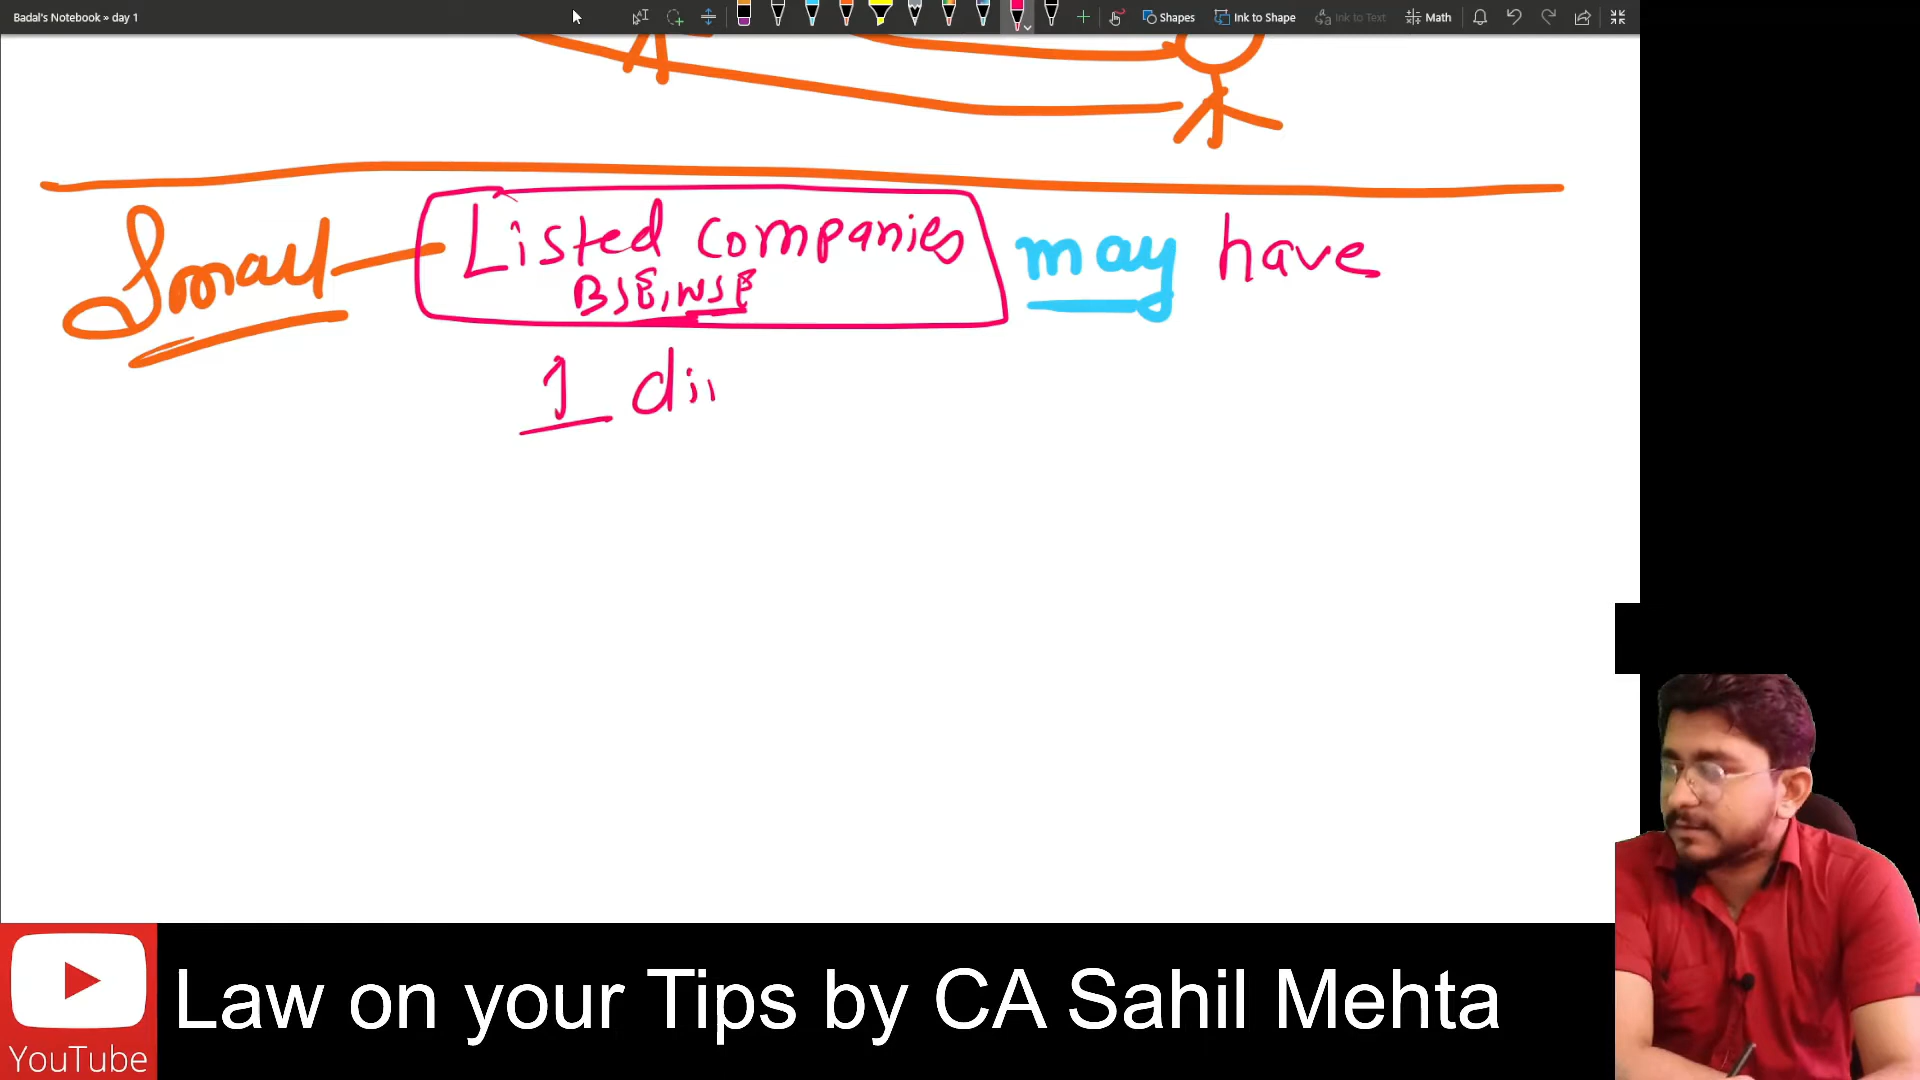 Badal's Notebook » day 1
Shapes
Ink to Shape
Ink to Text
Math
Small — Listed companies may have
BSE, NSE
1 dir
YouTube
Law on your Tips by CA Sahil Mehta